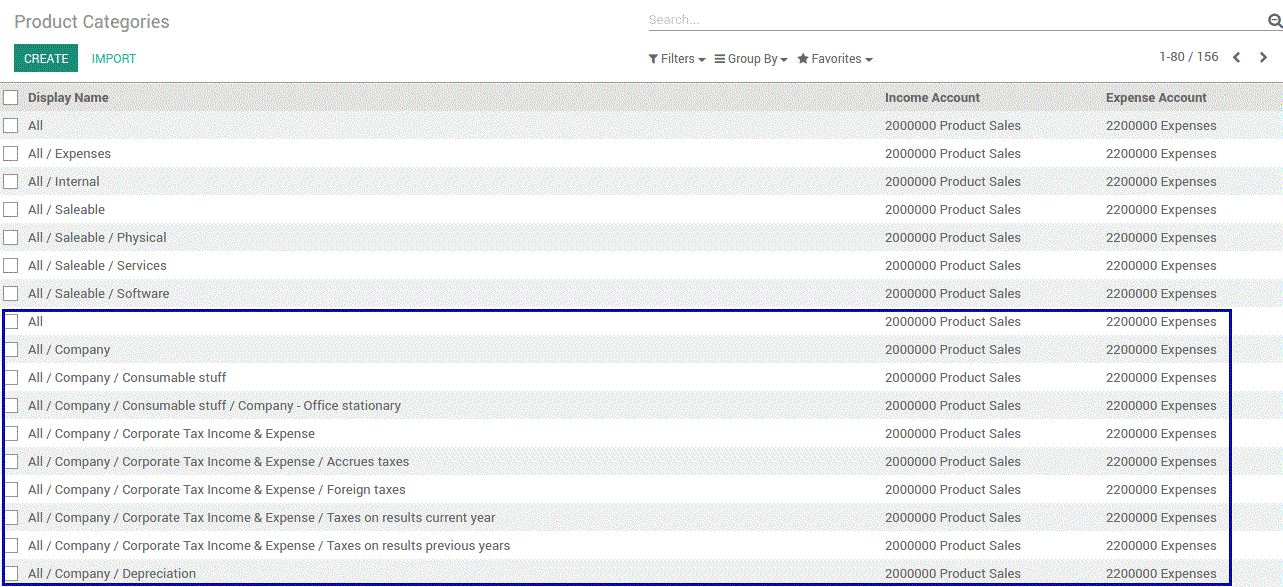 Product Categories
Search...
CREATE IMPORT
Filters Group By Favorites 1-80 / 156
Display Name Income Account Expense Account
All 2000000 Product Sales 2200000 Expenses
All / Expenses 2000000 Product Sales 2200000 Expenses
All / Internal 2000000 Product Sales 2200000 Expenses
All / Saleable 2000000 Product Sales 2200000 Expenses
All / Saleable / Physical 2000000 Product Sales 2200000 Expenses
All / Saleable / Services 2000000 Product Sales 2200000 Expenses
All / Saleable / Software 2000000 Product Sales 2200000 Expenses
All 2000000 Product Sales 2200000 Expenses
All / Company 2000000 Product Sales 2200000 Expenses
All / Company / Consumable stuff 2000000 Product Sales 2200000 Expenses
All / Company / Consumable stuff / Company - Office stationary 2000000 Product Sales 2200000 Expenses
All / Company / Corporate Tax Income & Expense 2000000 Product Sales 2200000 Expenses
All / Company / Corporate Tax Income & Expense / Accrues taxes 2000000 Product Sales 2200000 Expenses
All / Company / Corporate Tax Income & Expense / Foreign taxes 2000000 Product Sales 2200000 Expenses
All / Company / Corporate Tax Income & Expense / Taxes on results current year 2000000 Product Sales 2200000 Expenses
All / Company / Corporate Tax Income & Expense / Taxes on results previous years 2000000 Product Sales 2200000 Expenses
All / Company / Depreciation 2000000 Product Sales 2200000 Expenses